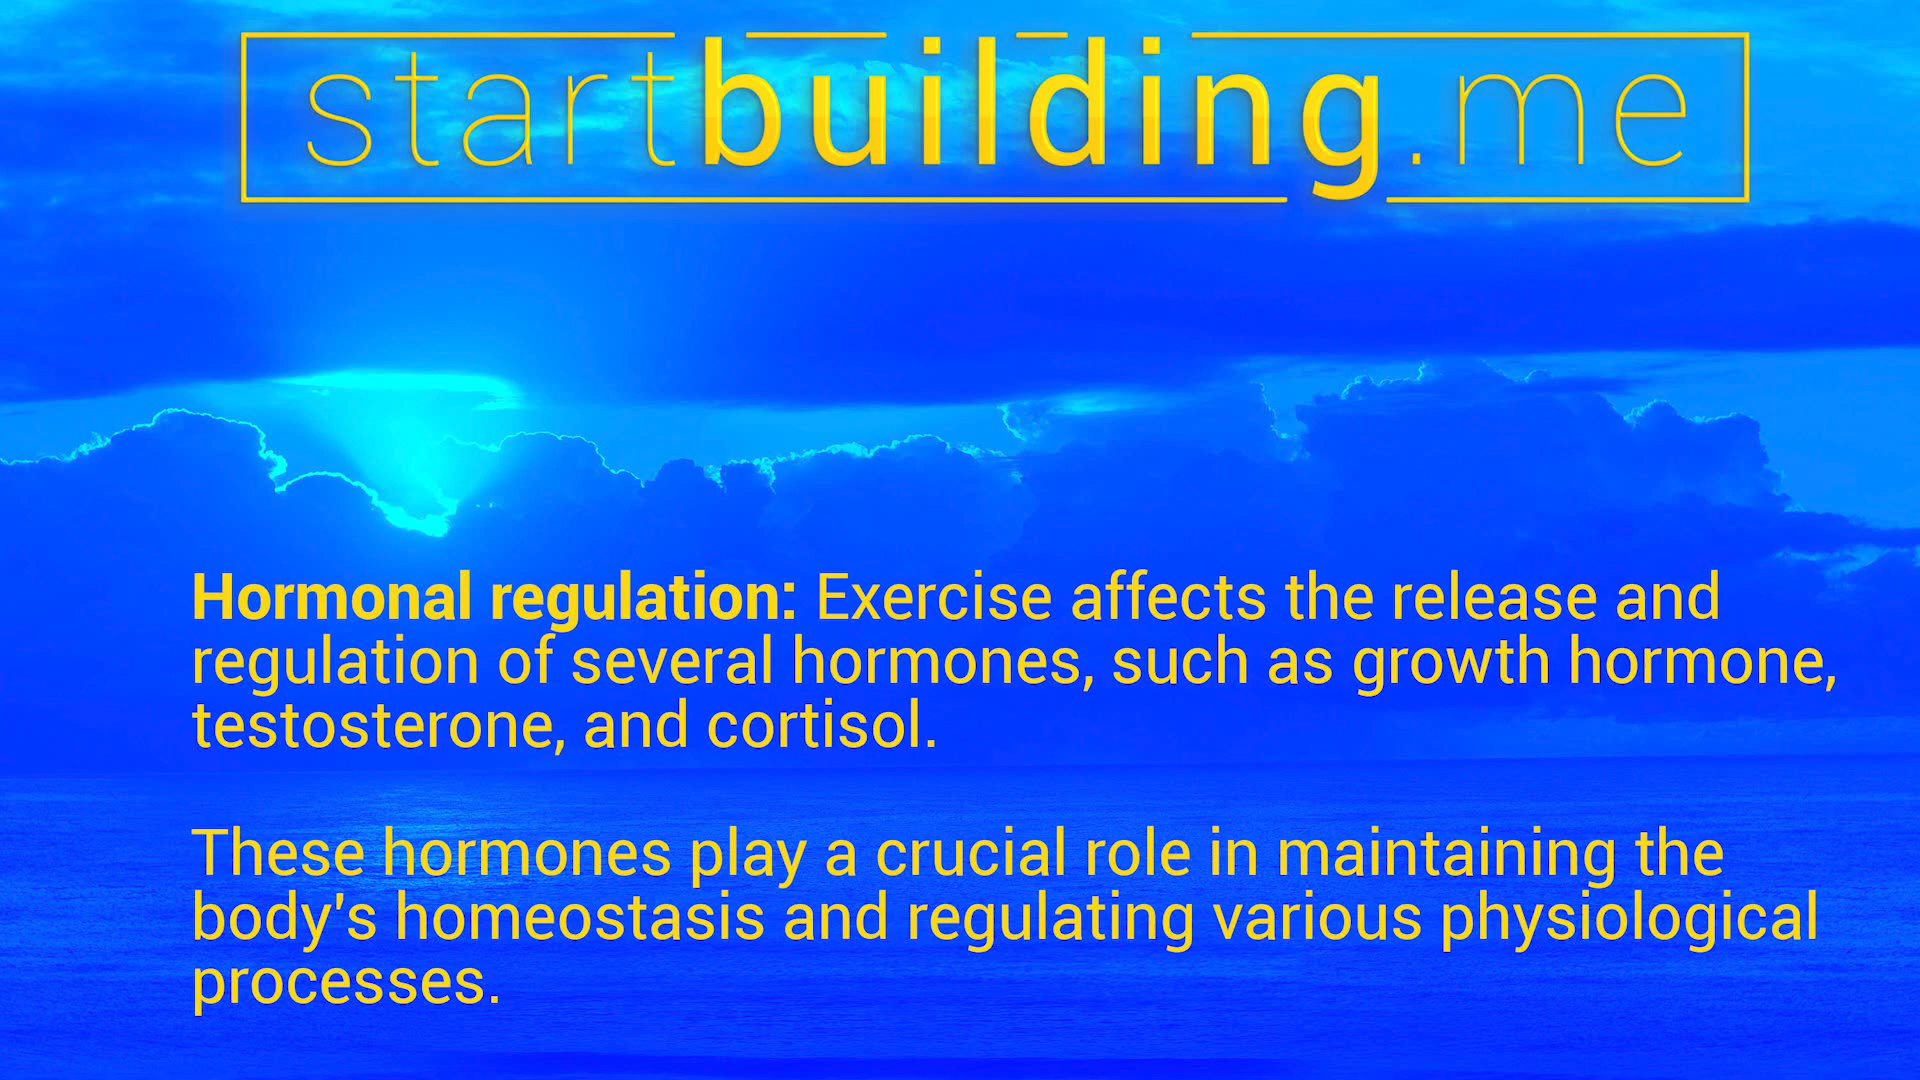 startbuilding.me
Hormonal regulation: Exercise affects the release and
regulation of several hormones, such as growth hormone,
testosterone, and cortisol.
These hormones play a crucial role in maintaining the
body's homeostasis and regulating various physiological
processes.